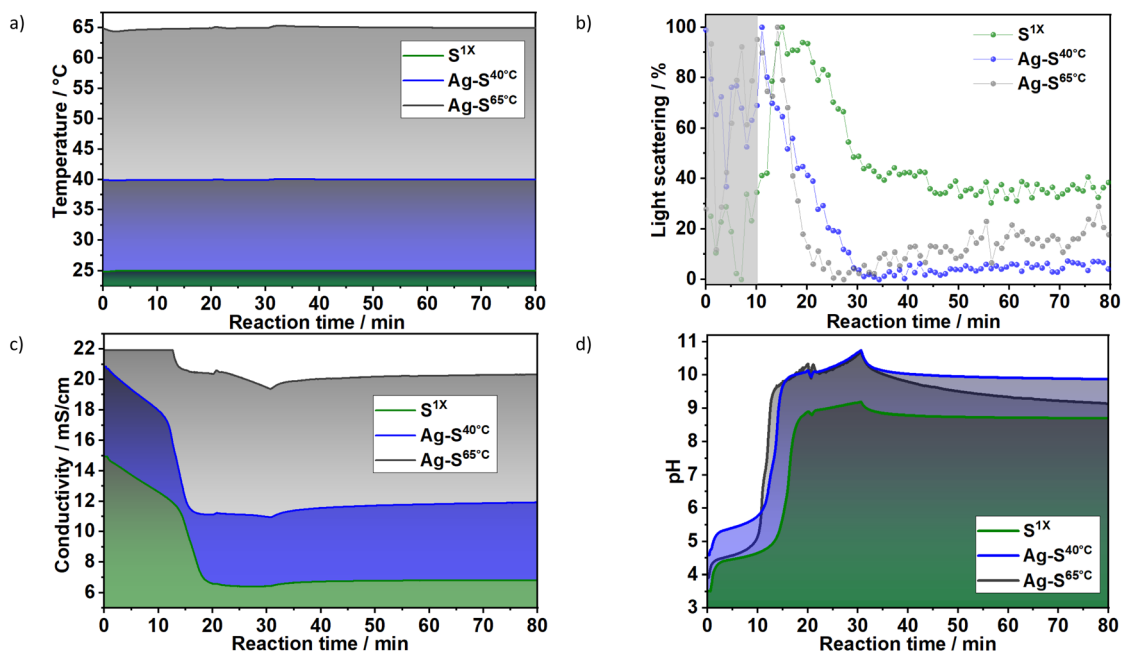 a)
Temperature / °C
65
60
55
50
45
40
35
30
25
0 10 20 30 40 50 60 70 80
Reaction time / min
S1X
Ag-S40°C
Ag-S65°C
b)
Light scattering / %
100
80
60
40
20
0
0 10 20 30 40 50 60 70 80
Reaction time / min
S1X
Ag-S40°C
Ag-S65°C
c)
Conductivity / mS/cm
22
20
18
16
14
12
10
8
6
0 10 20 30 40 50 60 70 80
Reaction time / min
S1X
Ag-S40°C
Ag-S65°C
d)
pH
11
10
9
8
7
6
5
4
3
0 10 20 30 40 50 60 70 80
Reaction time / min
S1X
Ag-S40°C
Ag-S65°C